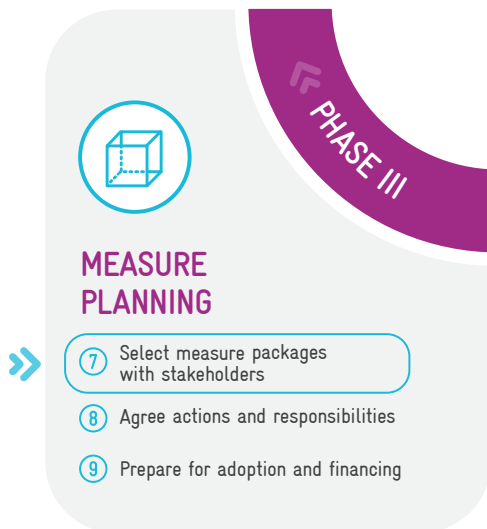 PHASE III
MEASURE
PLANNING
7 Select measure packages
with stakeholders
8 Agree actions and responsibilities
9 Prepare for adoption and financing